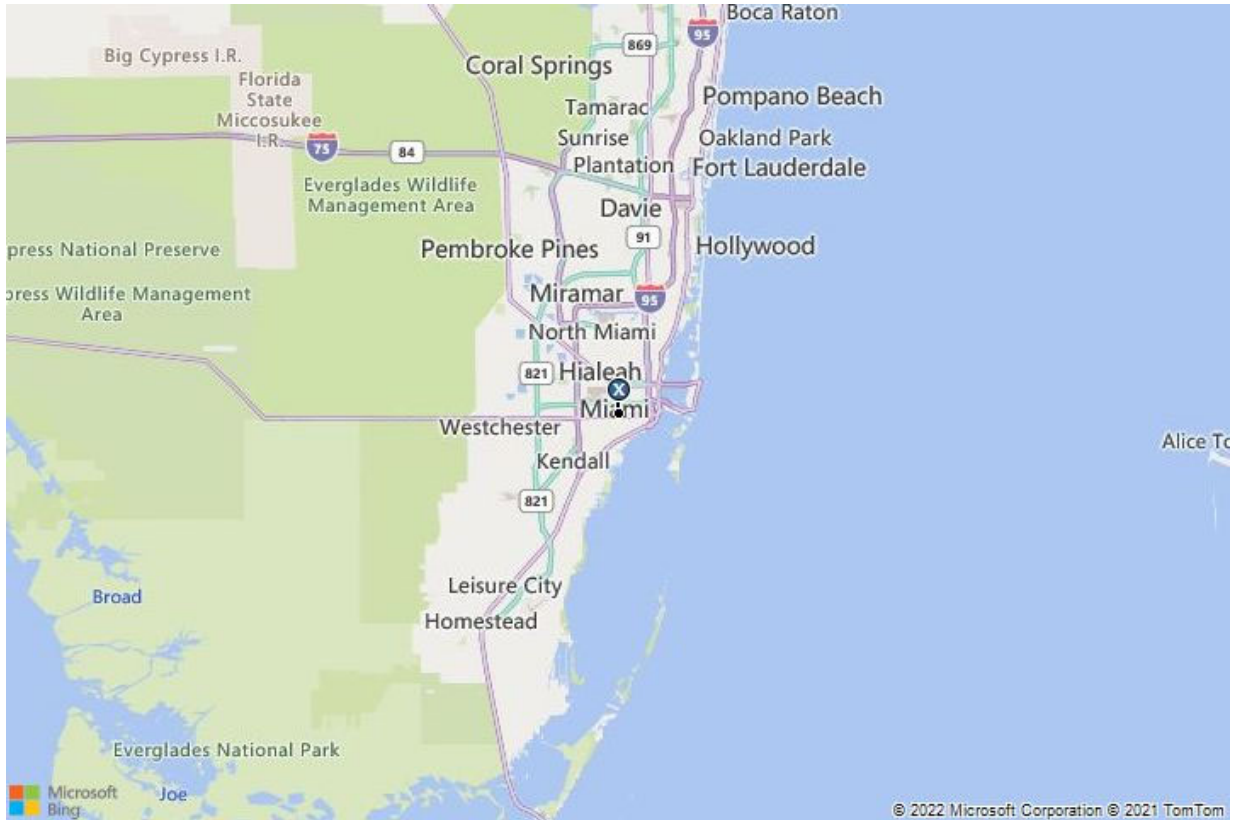 Boca Raton
95
Big Cypress I.R.
869
Coral Springs
Florida
State
Miccosukee
I.R.
Pompano Beach
Tamarac
Sunrise
Oakland Park
75
84
Plantation
Fort Lauderdale
Everglades Wildlife
Management Area
Davie
91
press National Preserve
Pembroke Pines
Hollywood
press Wildlife Management
Area
Miramar
95
North Miami
821
Hialeah
X
Miami
Westchester
Alice To
Kendall
821
Leisure City
Broad
Homestead
Everglades National Park
Microsoft
Bing
Joe
© 2022 Microsoft Corporation © 2021 TomTom